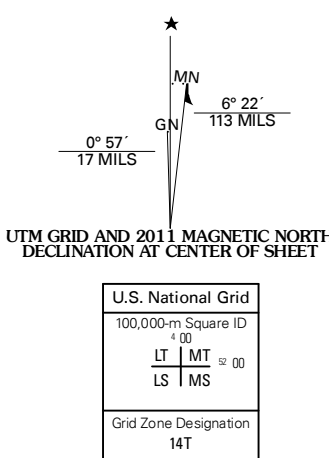 ★
MN
6° 22´
113 MILS
GN
0° 57´
17 MILS
UTM GRID AND 2011 MAGNETIC NORTH
DECLINATION AT CENTER OF SHEET
U.S. National Grid
100,000-m Square ID
4 00
LT MT 52 00
LS MS
Grid Zone Designation
14T